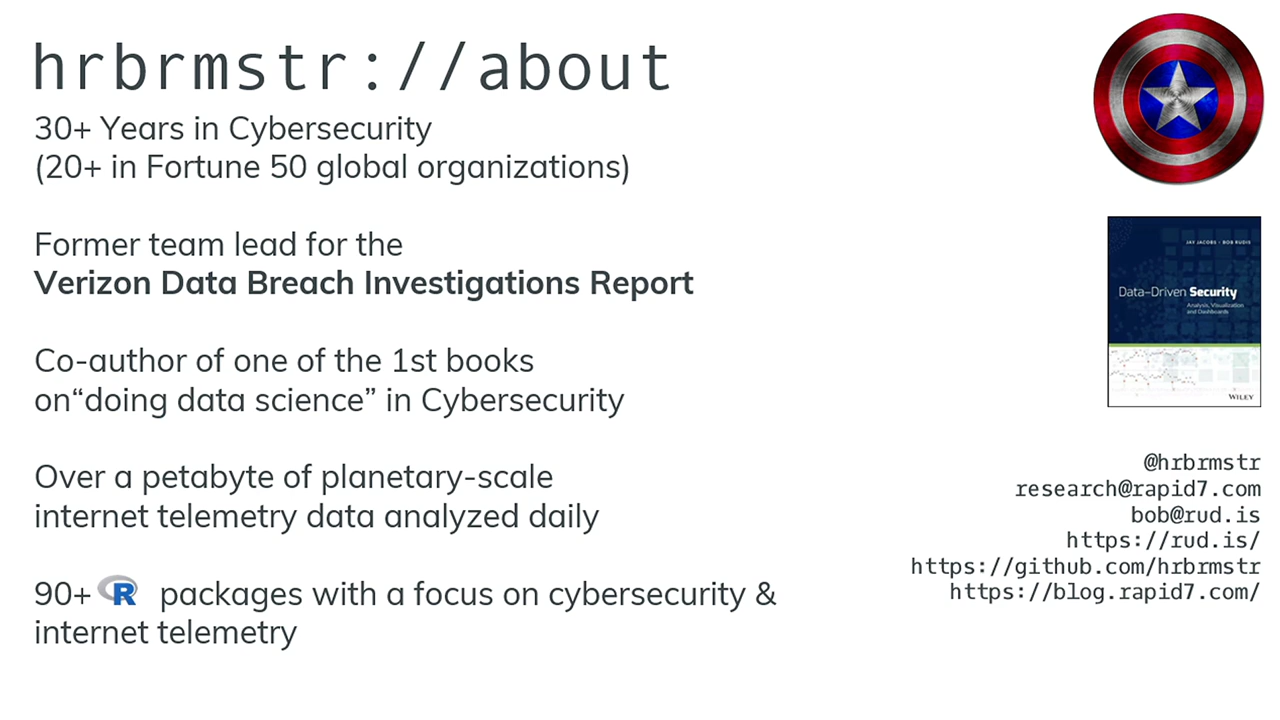 hrbrmstr://about
30+ Years in Cybersecurity
(20+ in Fortune 50 global organizations)
Former team lead for the
Verizon Data Breach Investigations Report
Co-author of one of the 1st books
on“doing data science” in Cybersecurity
Over a petabyte of planetary-scale
internet telemetry data analyzed daily
90+ R packages with a focus on cybersecurity &
internet telemetry
JAY JACOBS • BOB RUDIS
Data-Driven Security
Analysis, Visualization
and Dashboards
WILEY
@hrbrmstr
research@rapid7.com
bob@rud.is
https://rud.is/
https://github.com/hrbrmstr
https://blog.rapid7.com/